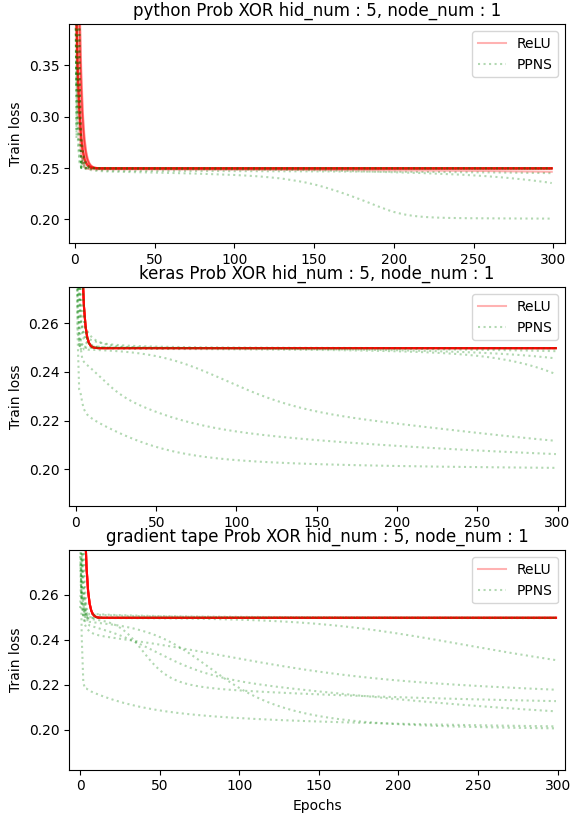 python Prob XOR hid_num : 5, node_num : 1
Train loss
0.35
0.30
0.25
0.20
ReLU
PPNS
0 50 100 150 200 250 300
keras Prob XOR hid_num : 5, node_num : 1
Train loss
0.26
0.24
0.22
0.20
ReLU
PPNS
0 50 100 150 200 250 300
gradient tape Prob XOR hid_num : 5, node_num : 1
Train loss
0.26
0.24
0.22
0.20
ReLU
PPNS
0 50 100 150 200 250 300
Epochs